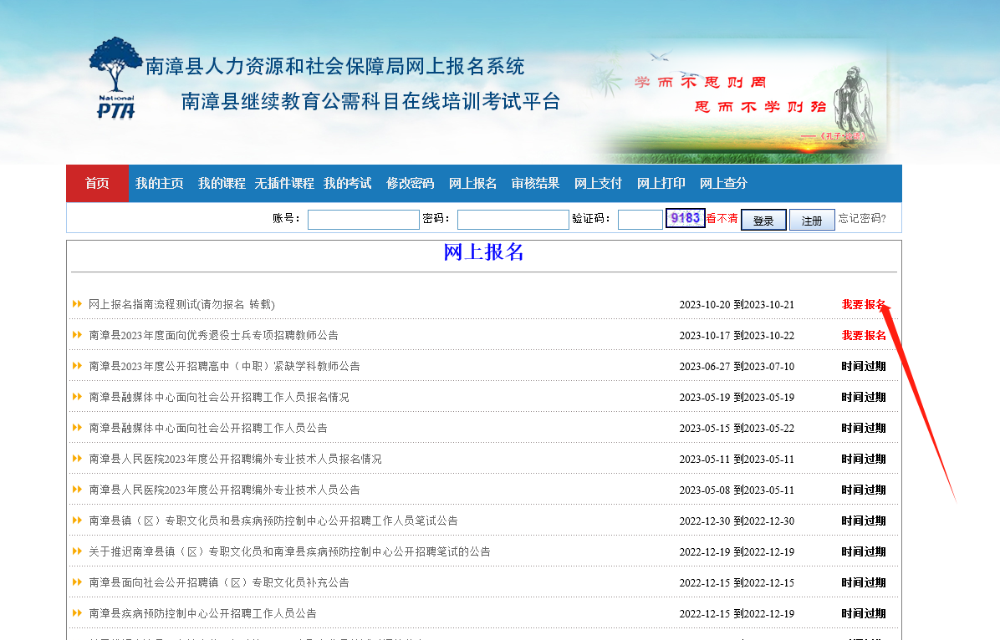 南漳县人力资源和社会保障局网上报名系统
南漳县继续教育公需科目在线培训考试平台
National
PTA
学而不思则罔
思而不学则殆
首页 我的主页 我的课程 无插件课程 我的考试 修改密码 网上报名 审核结果 网上支付 网上打印 网上查分
账号： 密码： 验证码： 9183 看不清 登录 注册 忘记密码?
网上报名
网上报名指南流程测试(请勿报名 转载) 2023-10-20 到2023-10-21 我要报名
南漳县2023年度面向优秀退役士兵专项招聘教师公告 2023-10-17 到2023-10-22 我要报名
南漳县2023年度公开招聘高中（中职）紧缺学科教师公告 2023-06-27 到2023-07-10 时间过期
南漳县融媒体中心面向社会公开招聘工作人员报名情况 2023-05-19 到2023-05-19 时间过期
南漳县融媒体中心面向社会公开招聘工作人员公告 2023-05-15 到2023-05-22 时间过期
南漳县人民医院2023年度公开招聘编外专业技术人员报名情况 2023-05-11 到2023-05-11 时间过期
南漳县人民医院2023年度公开招聘编外专业技术人员公告 2023-05-08 到2023-05-11 时间过期
南漳县镇（区）专职文化员和县疾病预防控制中心公开招聘工作人员笔试公告 2022-12-30 到2022-12-30 时间过期
关于推迟南漳县镇（区）专职文化员和南漳县疾病预防控制中心公开招聘笔试的公告 2022-12-19 到2022-12-19 时间过期
南漳县面向社会公开招聘镇（区）专职文化员补充公告 2022-12-15 到2022-12-15 时间过期
南漳县疾病预防控制中心公开招聘工作人员公告 2022-12-15 到2022-12-19 时间过期